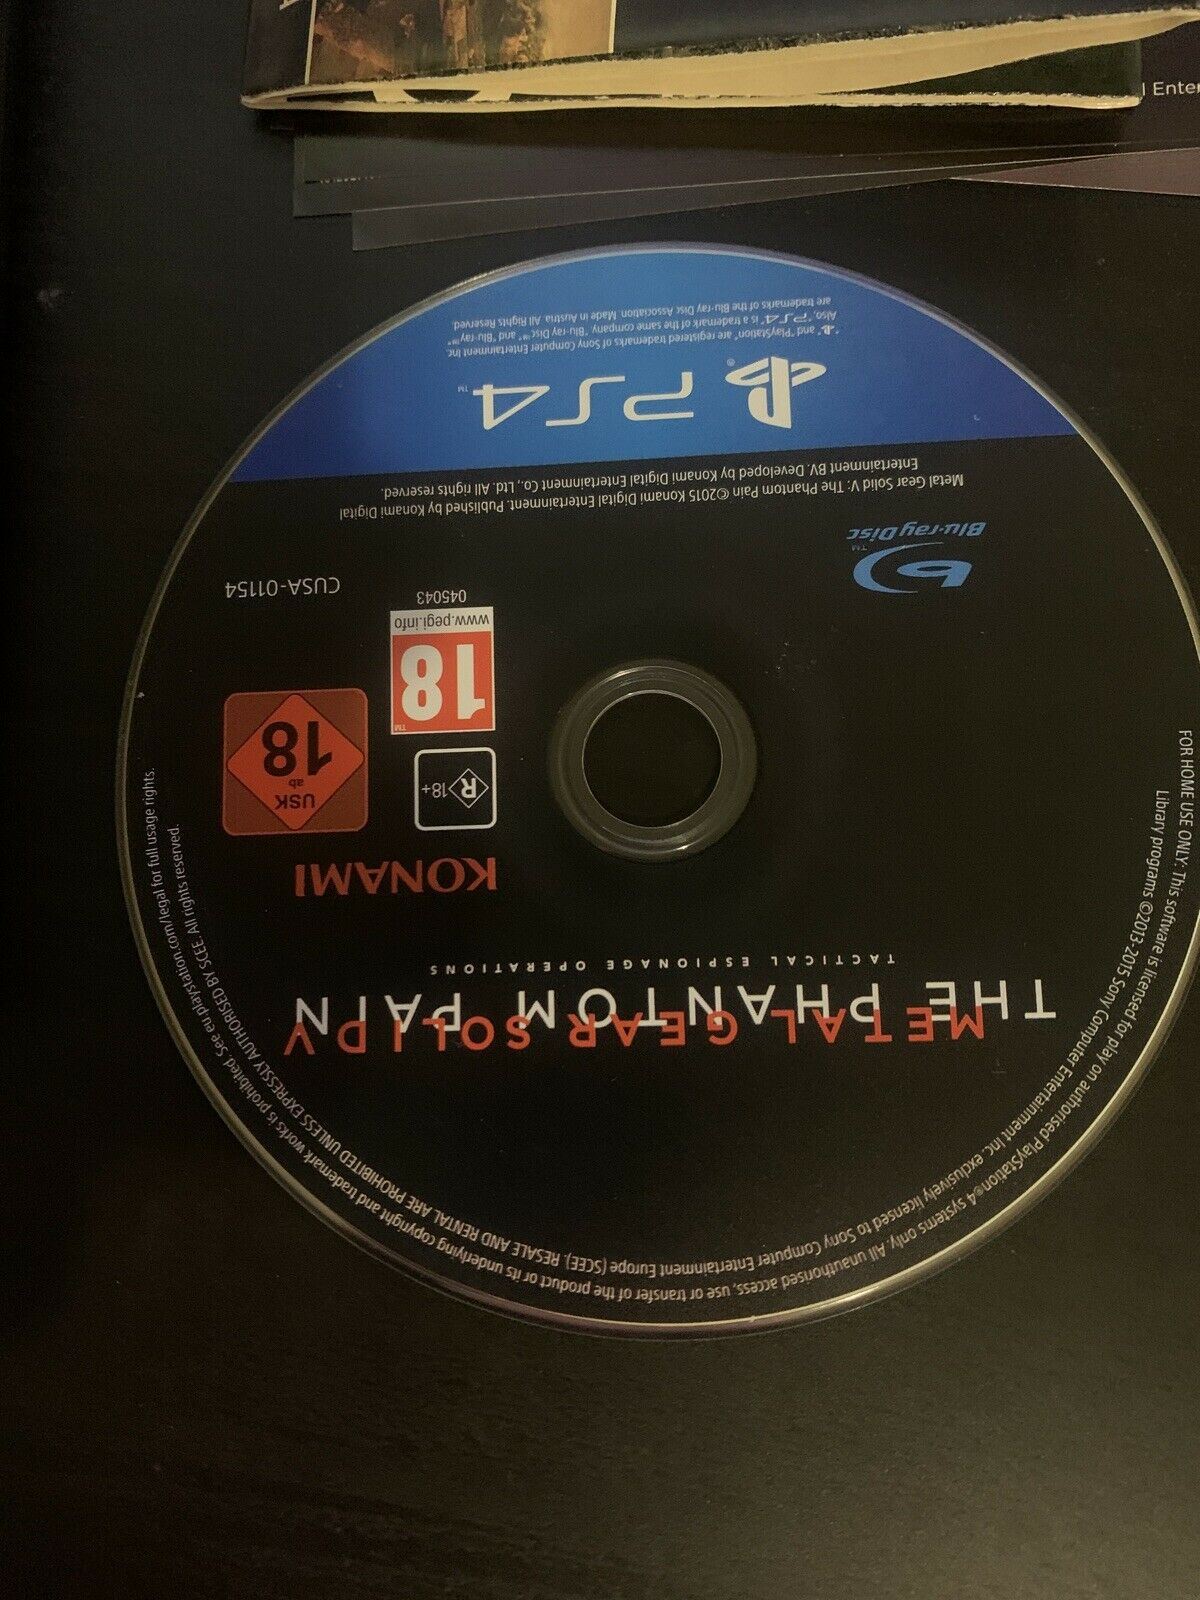 l Enter
METAL GEAR SOLID V
THE PHANTOM PAIN
TACTICAL ESPIONAGE OPERATIONS
KONAMI
R 18+
USK
ab
18
18 ™
www.pegi.info
045043
CUSA-01154
Blu-ray Disc™
Metal Gear Solid V: The Phantom Pain ©2015 Konami Digital Entertainment. Published by Konami Digital
Entertainment BV. Developed by Konami Digital Entertainment Co., Ltd. All rights reserved.
PS4™
®
" " and "PlayStation" are registered trademarks of Sony Computer Entertainment Inc.
Also, "PS4" is a trademark of the same company. "Blu-ray Disc™" and "Blu-ray™"
are trademarks of the Blu-ray Disc Association. Made in Austria. All Rights Reserved.
FOR HOME USE ONLY: This software is licensed for play on authorised PlayStation®4 systems only. All unauthorised access, use or transfer of the product or its underlying copyright and trademark works is prohibited. See eu.playstation.com/legal for full usage rights.
Library programs ©2013-2015 Sony Computer Entertainment Inc. exclusively licensed to Sony Computer Entertainment Europe (SCEE). RESALE AND RENTAL ARE PROHIBITED UNLESS EXPRESSLY AUTHORISED BY SCEE. All rights reserved.